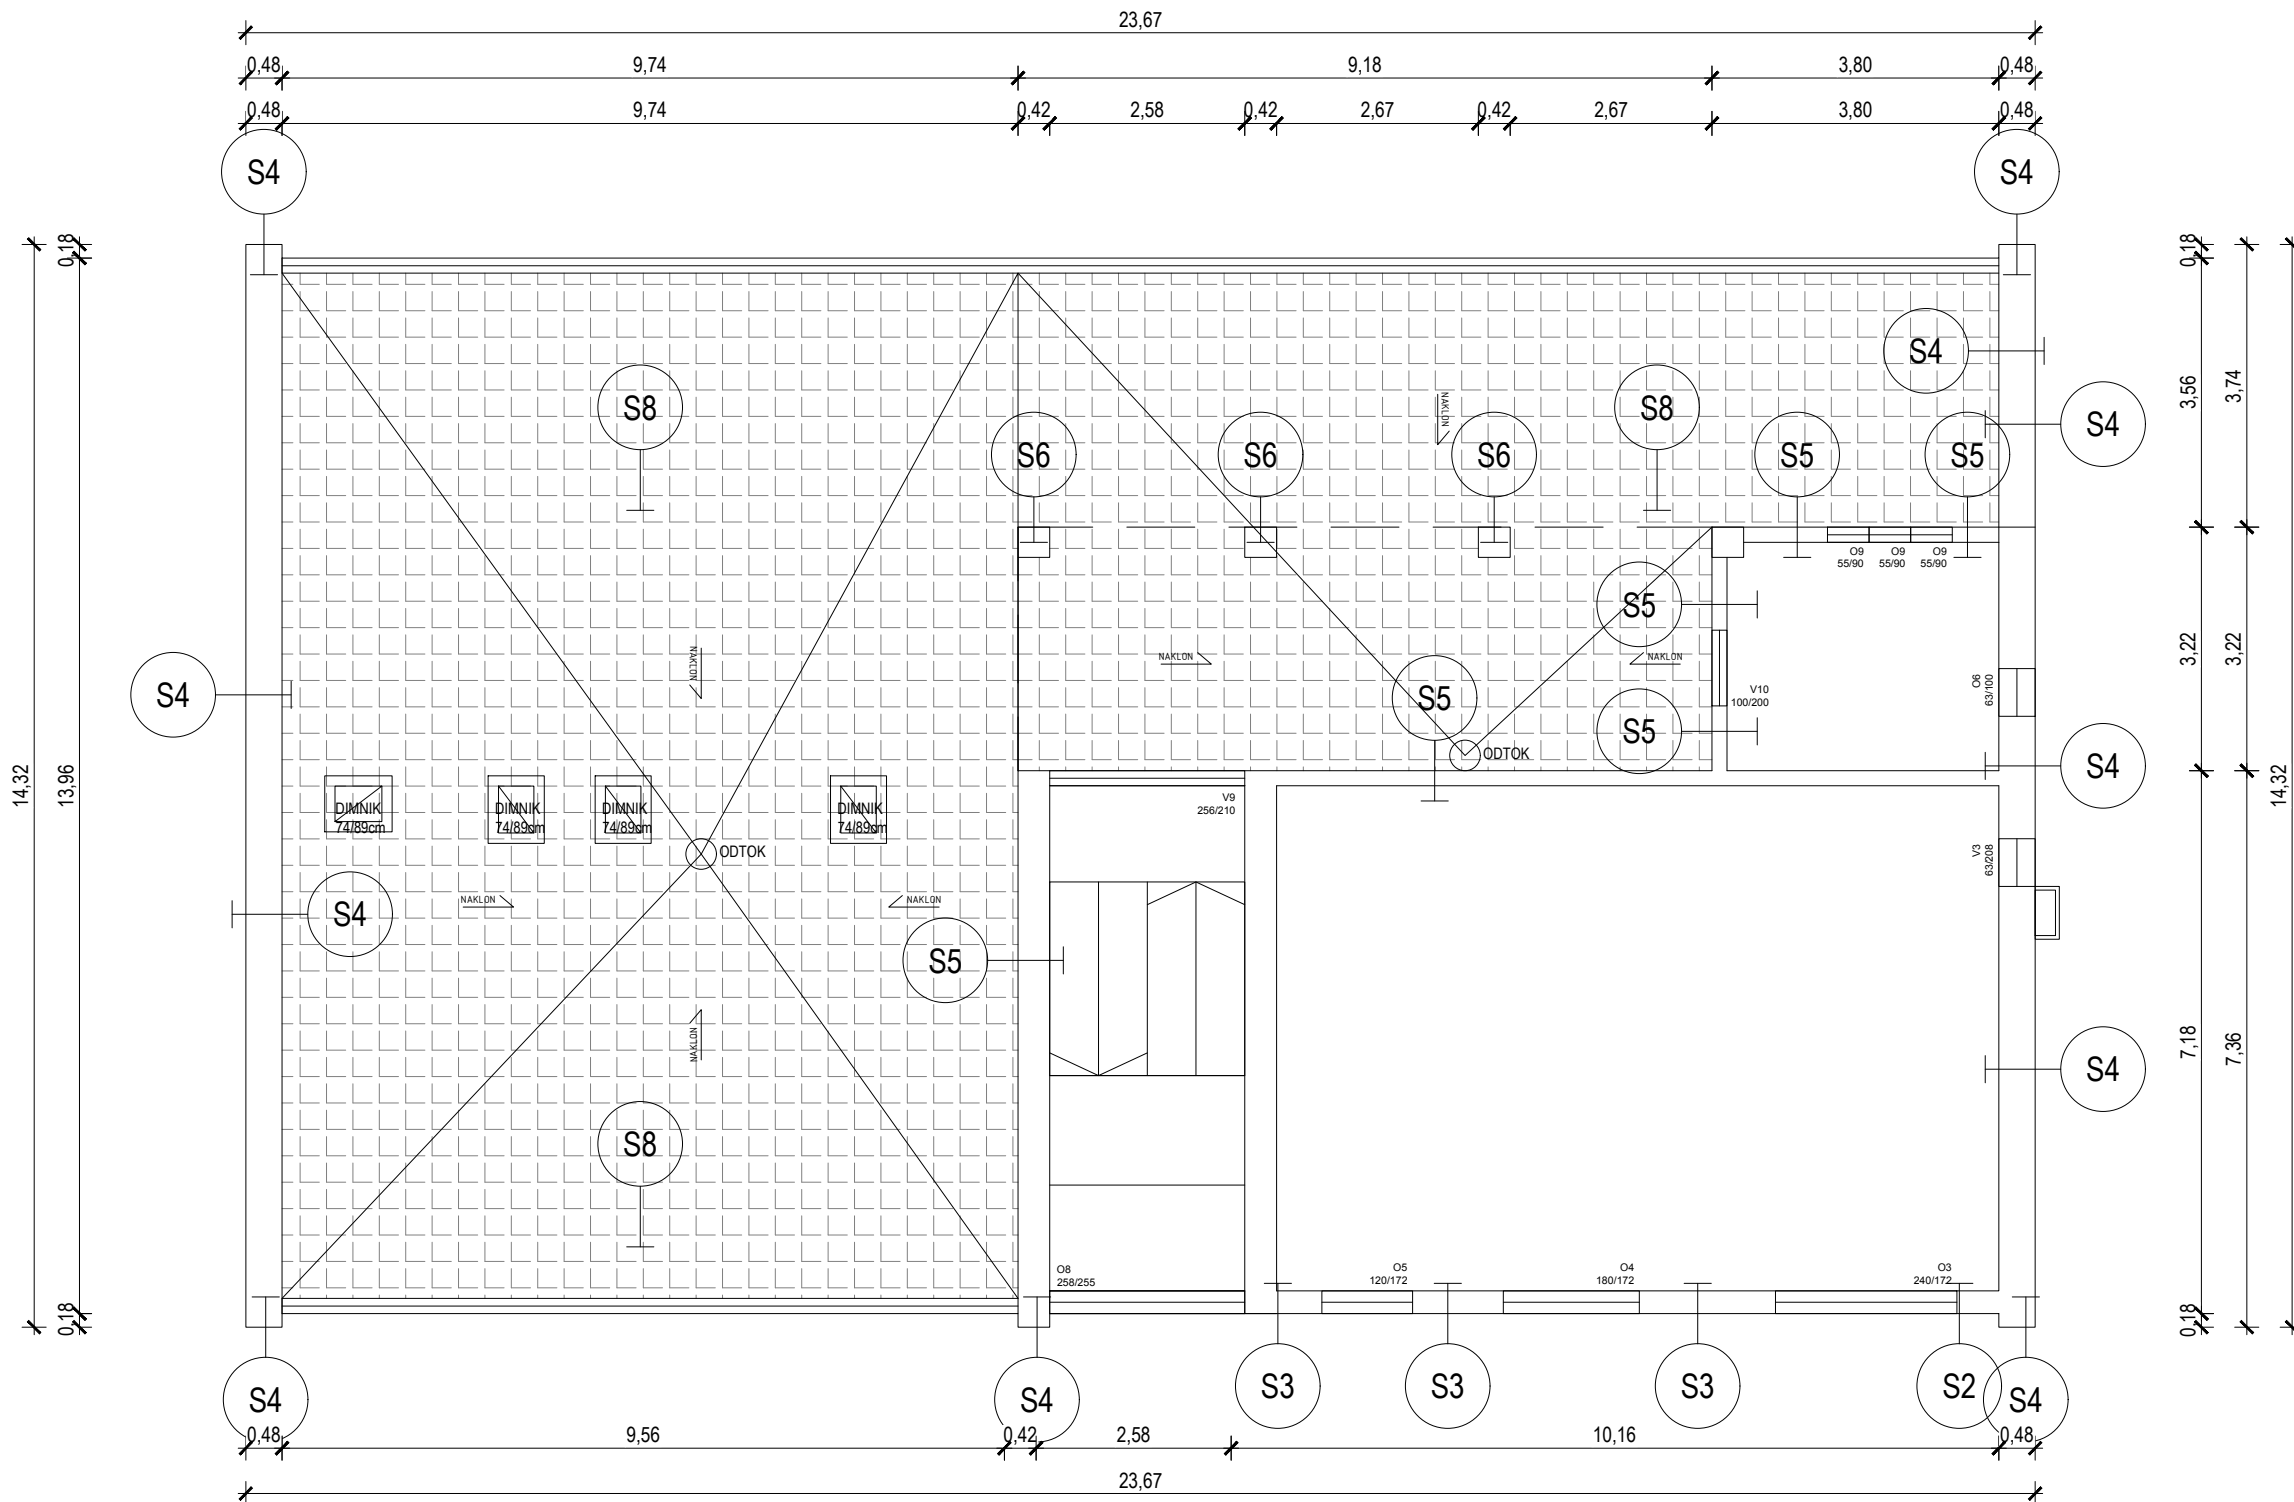 23,67
0,48 9,74 9,18 3,80 0,48
0,48 9,74 0,42 2,58 0,42 2,67 0,42 2,67 3,80 0,48
S4 S4
0,18 0,18
S4
S8 S8 3,56 3,74
S4
NAKLON
S6 S6 S6 S5 S5
O9 O9 O9
55/90 55/90 55/90
S5
NAKLON NAKLON NAKLON 3,22 3,22
S4 S5 V10 O6
100/200 63/100
S5
ODTOK S4
14,32 13,96 14,32
DIMNIK DIMNIK DIMNIK DIMNIK V9
74/89cm 74/89cm 74/89cm 74/89cm 256/210
ODTOK V3
63/208
NAKLON NAKLON
S4
S5
NAKLON S4 7,18 7,36
S8
O8 O5 O4 O3
258/255 120/172 180/172 240/172
0,18 0,18
S4 S4 S3 S3 S3 S2 S4
0,48 9,56 0,42 2,58 10,16 0,48
23,67